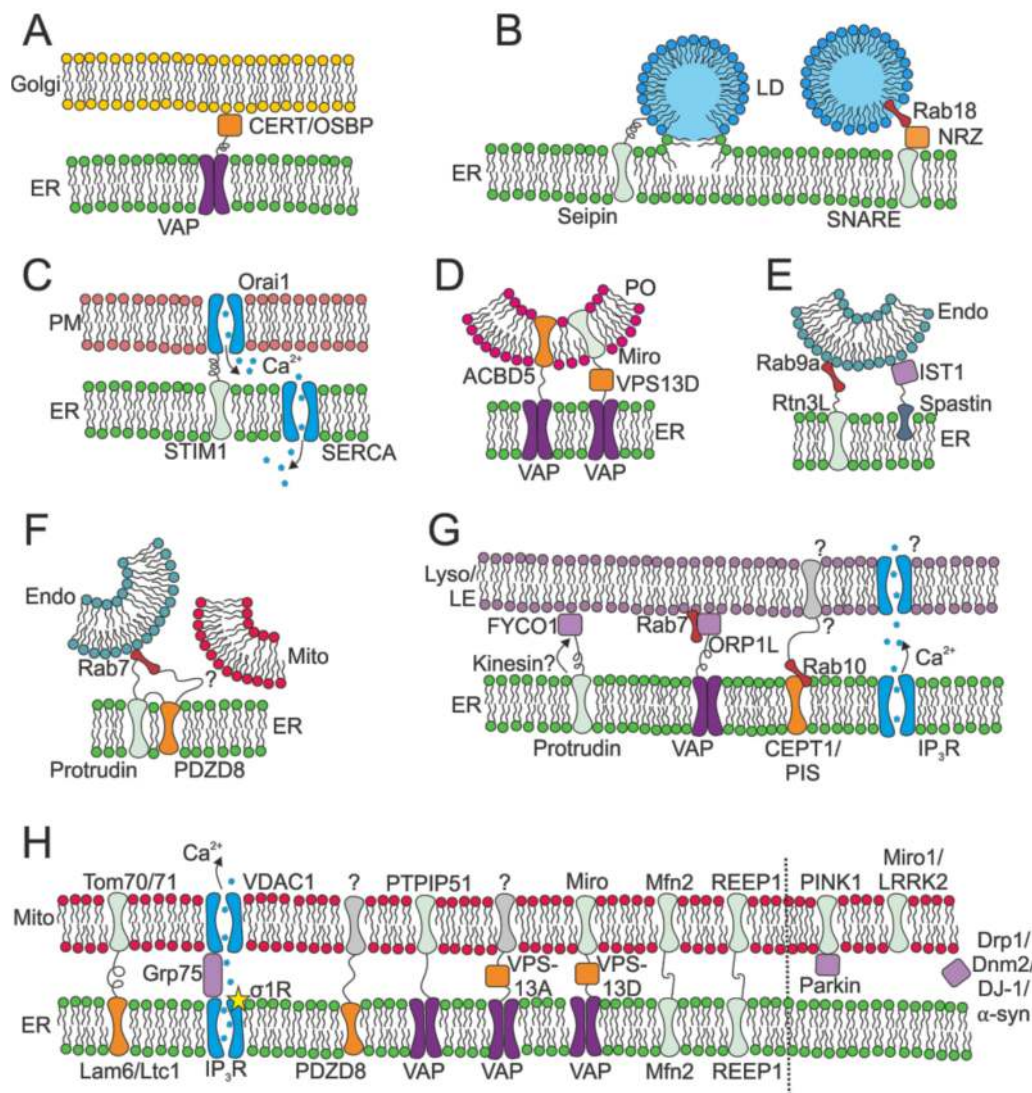 A
Golgi
CERT/OSBP
ER
VAP
B
LD
Rab18
NRZ
ER
Seipin
SNARE
C
Orai1
PM
Ca²⁺
ER
STIM1
SERCA
D
PO
Miro
ACBD5
VPS13D
ER
VAP
VAP
E
Endo
Rab9a
IST1
Rtn3L
Spastin
ER
F
Endo
Rab7
?
Mito
ER
Protrudin
PDZD8
G
?
?
Lyso/
LE
FYCO1
Rab7
?
ORP1L
Kinesin?
Rab10
Ca²⁺
ER
Protrudin
VAP
CEPT1/
PIS
IP₃R
H
Ca²⁺
Tom70/71
VDAC1
?
PTPIP51
?
Miro
Mfn2
REEP1
PINK1
Miro1/
LRRK2
Mito
Grp75
σ1R
VPS-
13A
VPS-
13D
Parkin
Drp1/
Dnm2/
DJ-1/
α-syn
ER
Lam6/Ltc1
IP₃R
PDZD8
VAP
VAP
VAP
Mfn2
REEP1